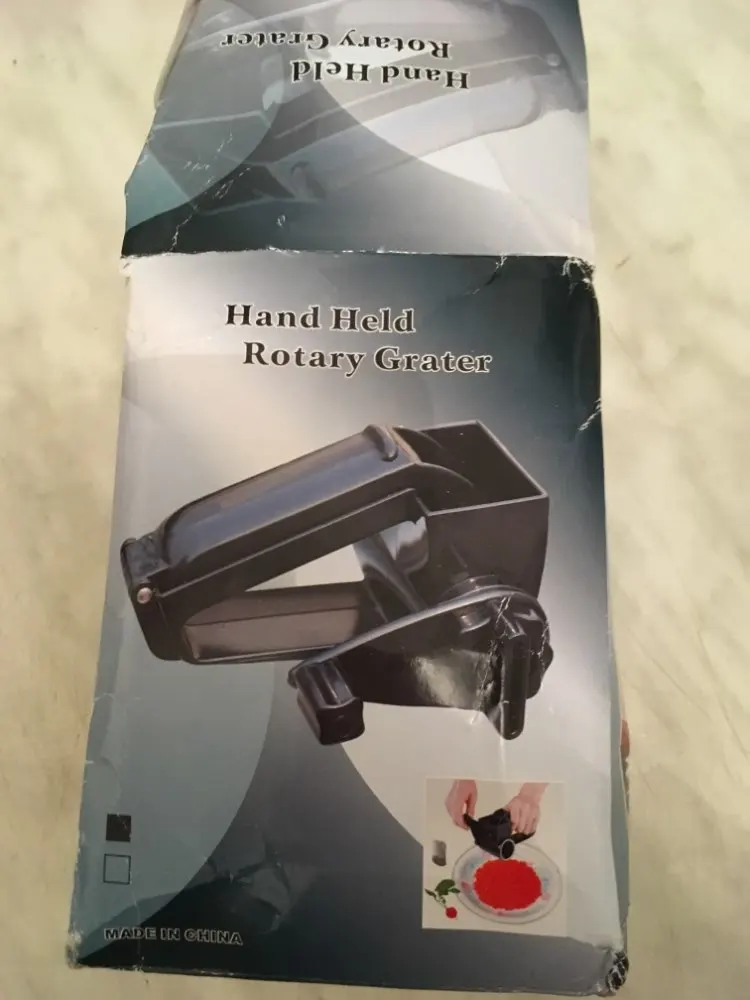 Hand Held
Rotary Grater
Hand Held
Rotary Grater
MADE IN CHINA